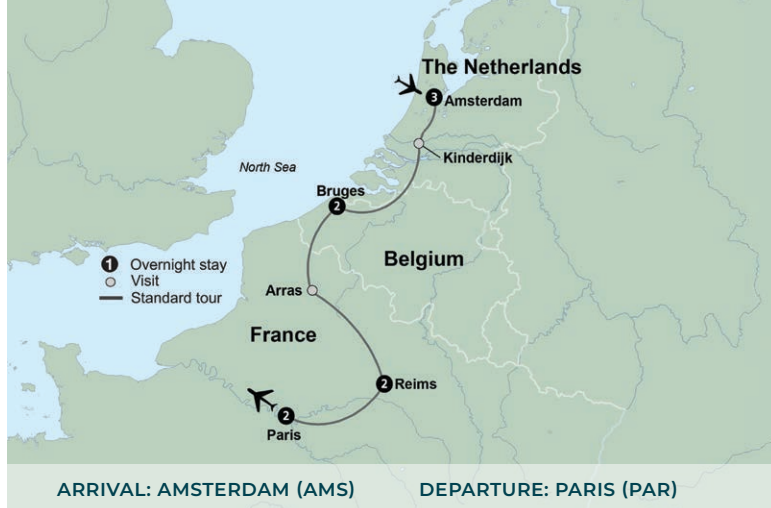 The Netherlands
3
Amsterdam
Kinderdijk
North Sea
Bruges
2
Belgium
1 Overnight stay
Visit
Standard tour
Arras
France
2 Reims
2
Paris
ARRIVAL: AMSTERDAM (AMS)
DEPARTURE: PARIS (PAR)